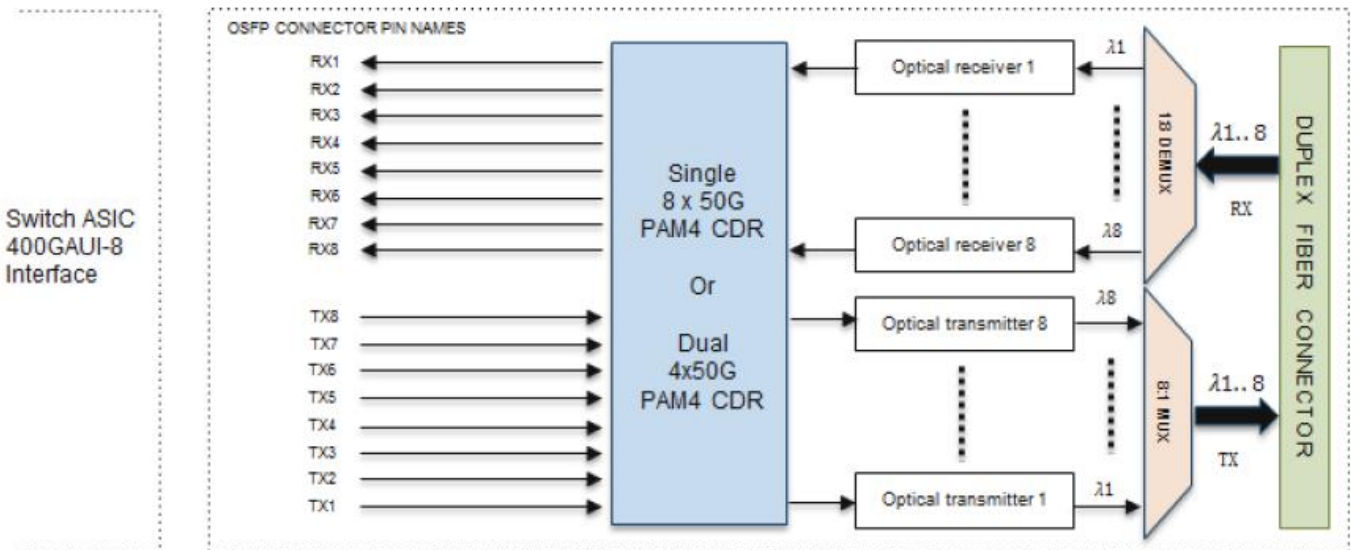 OSFP CONNECTOR PIN NAMES
RX1
RX2
RX3
RX4
RX5
RX6
RX7
RX8
TX8
TX7
TX6
TX5
TX4
TX3
TX2
TX1
Switch ASIC
400GAUI-8
Interface
Single
8 x 50G
PAM4 CDR
Or
Dual
4x50G
PAM4 CDR
Optical receiver 1
Optical receiver 8
Optical transmitter 8
Optical transmitter 1
λ1
λ8
λ8
λ1
1:8 DEMUX
8:1 MUX
λ1..8
RX
λ1..8
TX
DUPLEX FIBER CONNECTOR